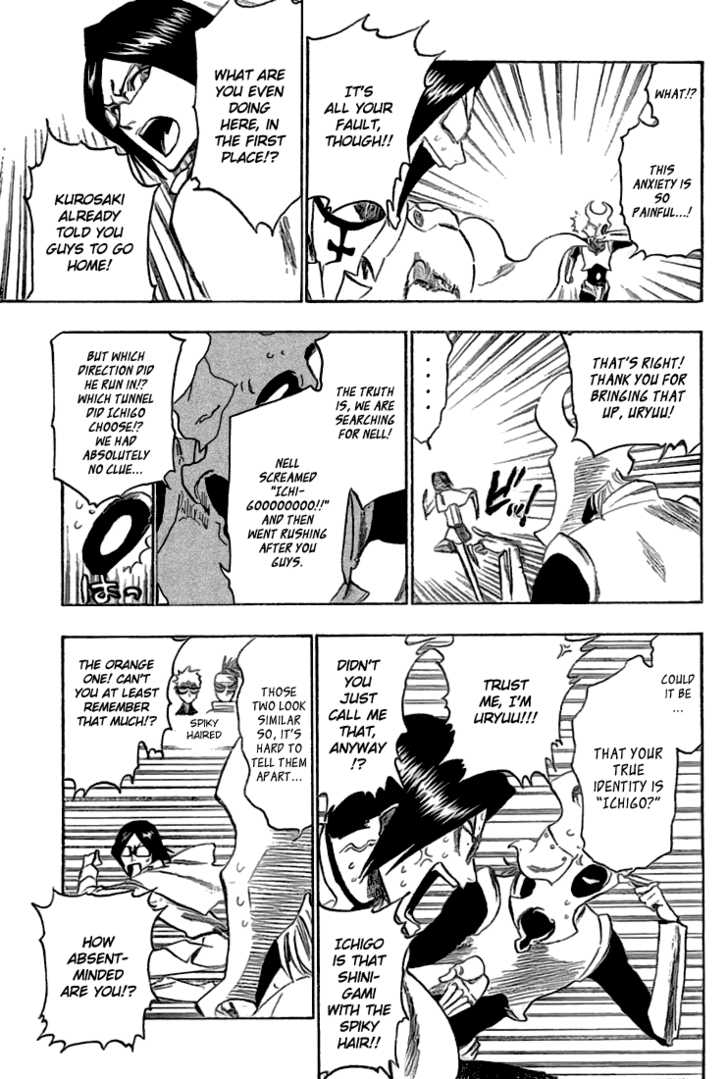 WHAT!?
THIS
ANXIETY IS
SO
PAINFUL...!
IT'S
ALL YOUR
FAULT,
THOUGH!!
WHAT ARE
YOU EVEN
DOING
HERE, IN
THE FIRST
PLACE!?
KUROSAKI
ALREADY
TOLD YOU
GUYS TO GO
HOME!
THAT'S RIGHT!
THANK YOU FOR
BRINGING THAT
UP, URYUU!
....
ビビッ!
THE TRUTH
IS, WE ARE
SEARCHING
FOR NELL!
NELL
SCREAMED
"ICHI-
GOOOOOOOO!!"
AND THEN
WENT RUSHING
AFTER YOU
GUYS.
BUT WHICH
DIRECTION DID
HE RUN IN!?
WHICH TUNNEL
DID ICHIGO
CHOOSE!?
WE HAD
ABSOLUTELY
NO CLUE...
COULD
IT BE
...
THAT YOUR
TRUE
IDENTITY IS
"ICHIGO?"
TRUST
ME, I'M
URYUU!!!
DIDN'T
YOU
JUST
CALL ME
THAT,
ANYWAY
!?
ICHIGO
IS THAT
SHINI-
GAMI
WITH THE
SPIKY
HAIR!!
THOSE
TWO LOOK
SIMILAR
SO, IT'S
HARD TO
TELL THEM
APART...
SPIKY
HAIRED
THE ORANGE
ONE! CAN'T
YOU AT LEAST
REMEMBER
THAT MUCH!?
HOW
ABSENT-
MINDED
ARE YOU!?